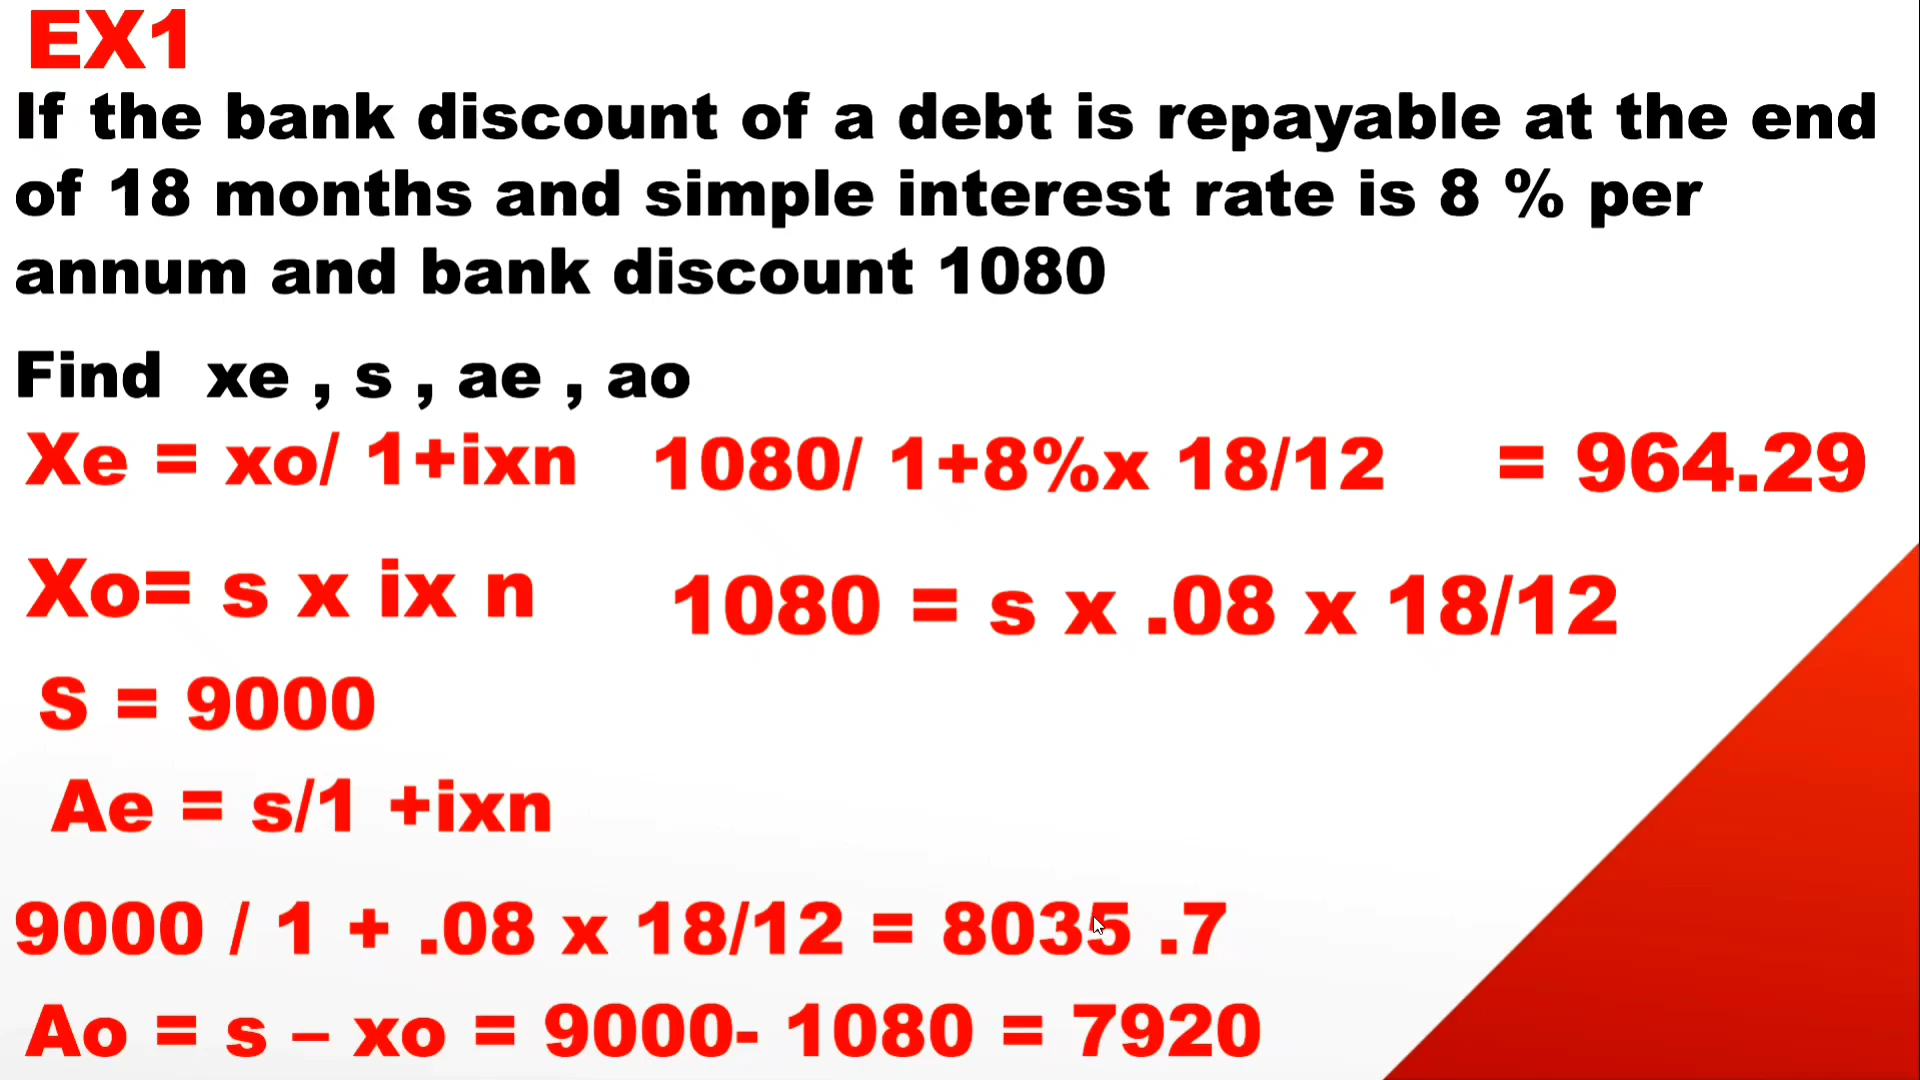 EX1
If the bank discount of a debt is repayable at the end
of 18 months and simple interest rate is 8 % per
annum and bank discount 1080
Find xe , s , ae , ao
Xe = xo/ 1+ixn 1080/ 1+8%x 18/12 = 964.29
Xo= s x ix n 1080 = s x .08 x 18/12
S = 9000
Ae = s/1 +ixn
9000 / 1 + .08 x 18/12 = 8035 .7
Ao = s – xo = 9000- 1080 = 7920